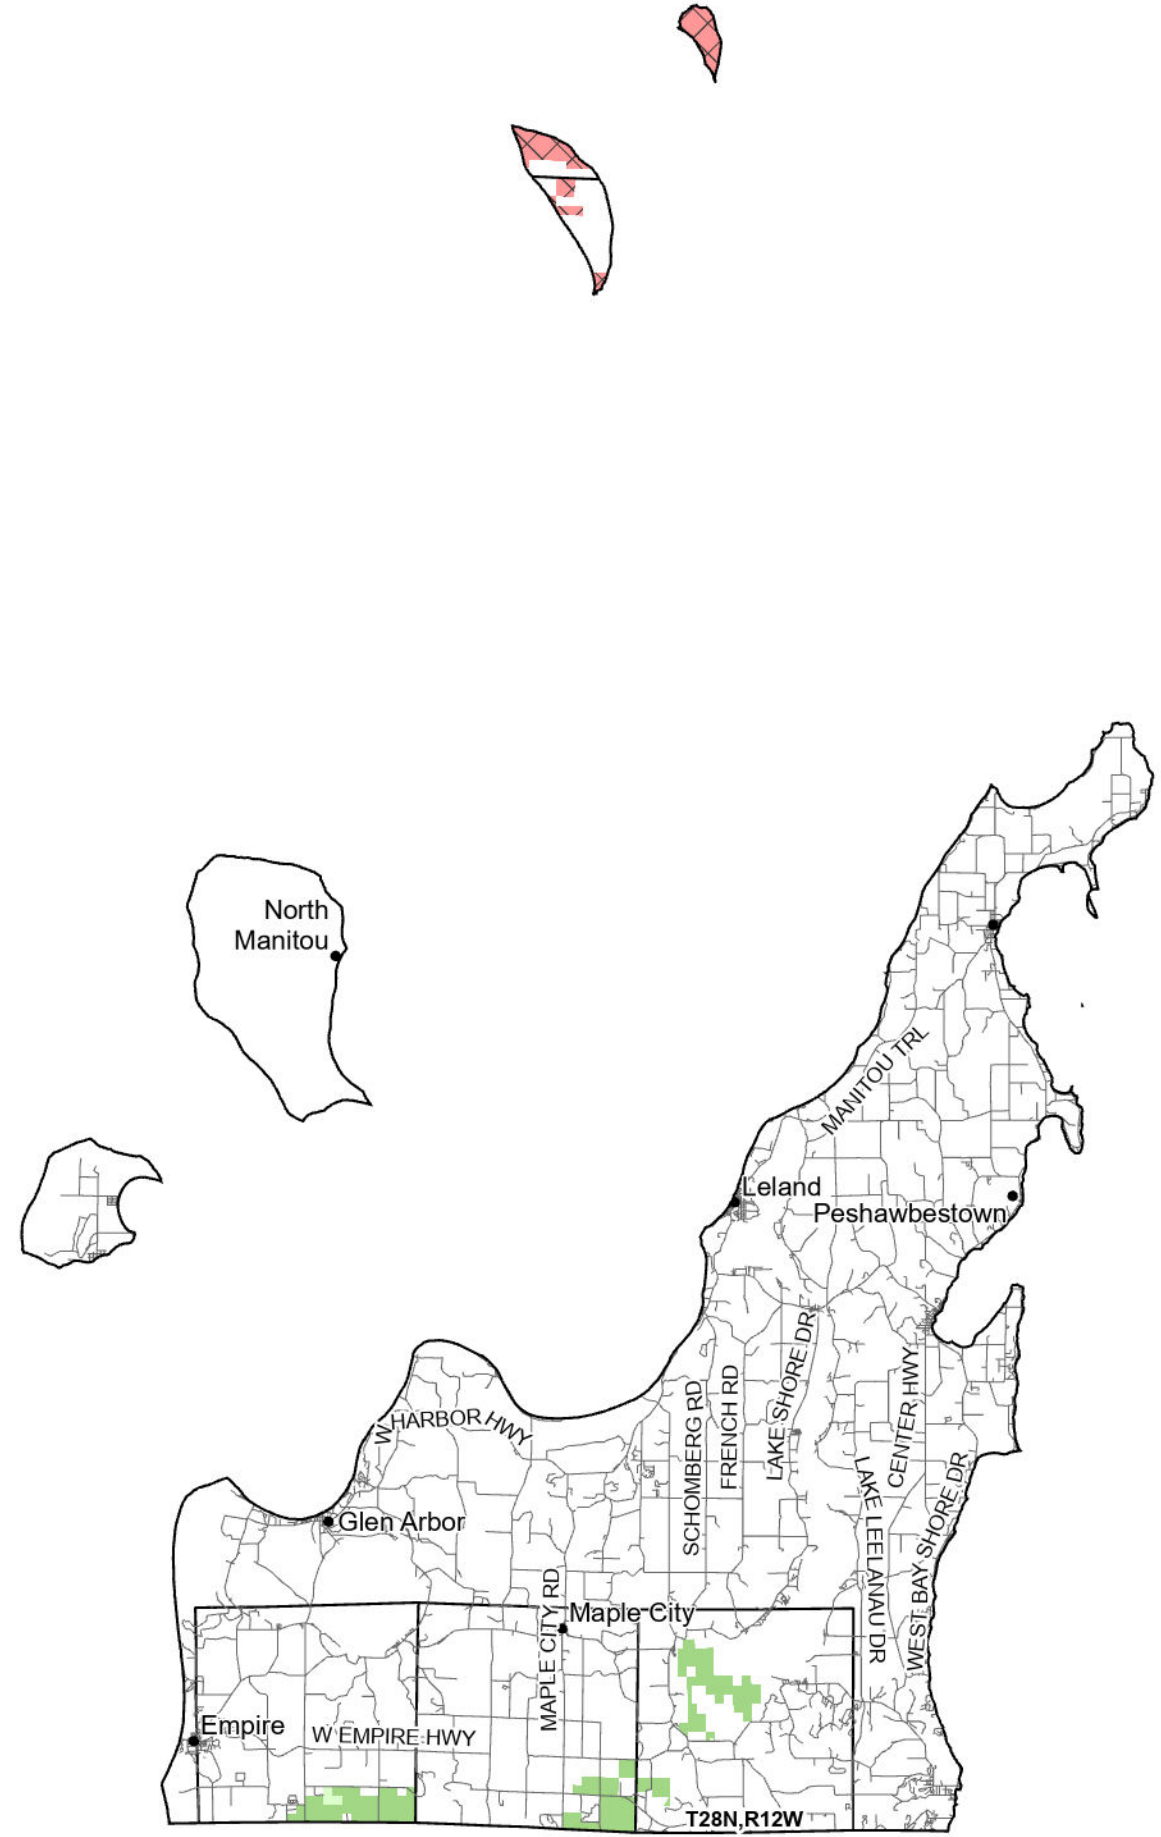 North
Manitou
MANITOU TRL
Leland
Peshawbestown
W HARBOR HWY
SCHOMBERG RD
FRENCH RD
LAKE SHORE DR
CENTER HWY
LAKE LEELANAU DR
WEST BAY SHORE DR
Glen Arbor
MAPLE CITY RD
Maple City
Empire
W EMPIRE HWY
T28N,R12W